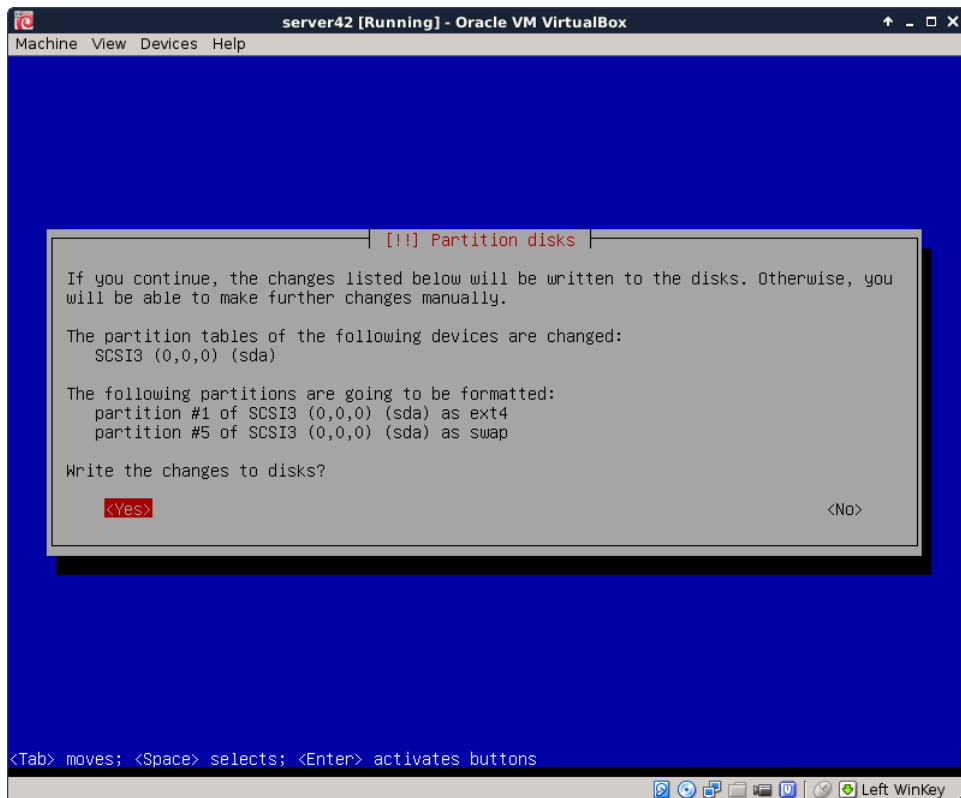 server42 [Running] - Oracle VM VirtualBox
Machine View Devices Help
[!!] Partition disks
If you continue, the changes listed below will be written to the disks. Otherwise, you
will be able to make further changes manually.
The partition tables of the following devices are changed:
SCSI3 (0,0,0) (sda)
The following partitions are going to be formatted:
partition #1 of SCSI3 (0,0,0) (sda) as ext4
partition #5 of SCSI3 (0,0,0) (sda) as swap
Write the changes to disks?
<Yes> <No>
<Tab> moves; <Space> selects; <Enter> activates buttons
Left WinKey